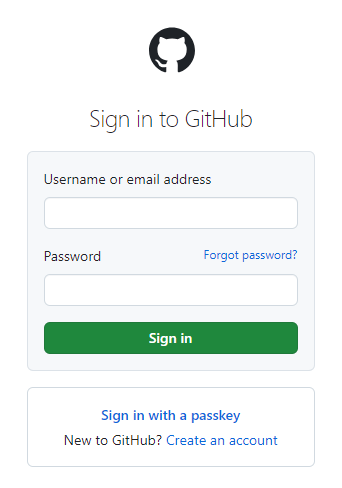 Sign in to GitHub
Username or email address
Password Forgot password?
Sign in
Sign in with a passkey
New to GitHub? Create an account